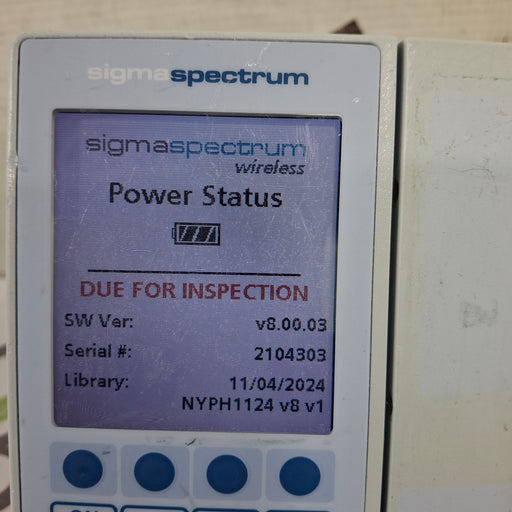 sigmaspectrum
sigmaspectrum
wireless
Power Status
DUE FOR INSPECTION
SW Ver: v8.00.03
Serial #: 2104303
Library: 11/04/2024
NYPH1124 v8 v1